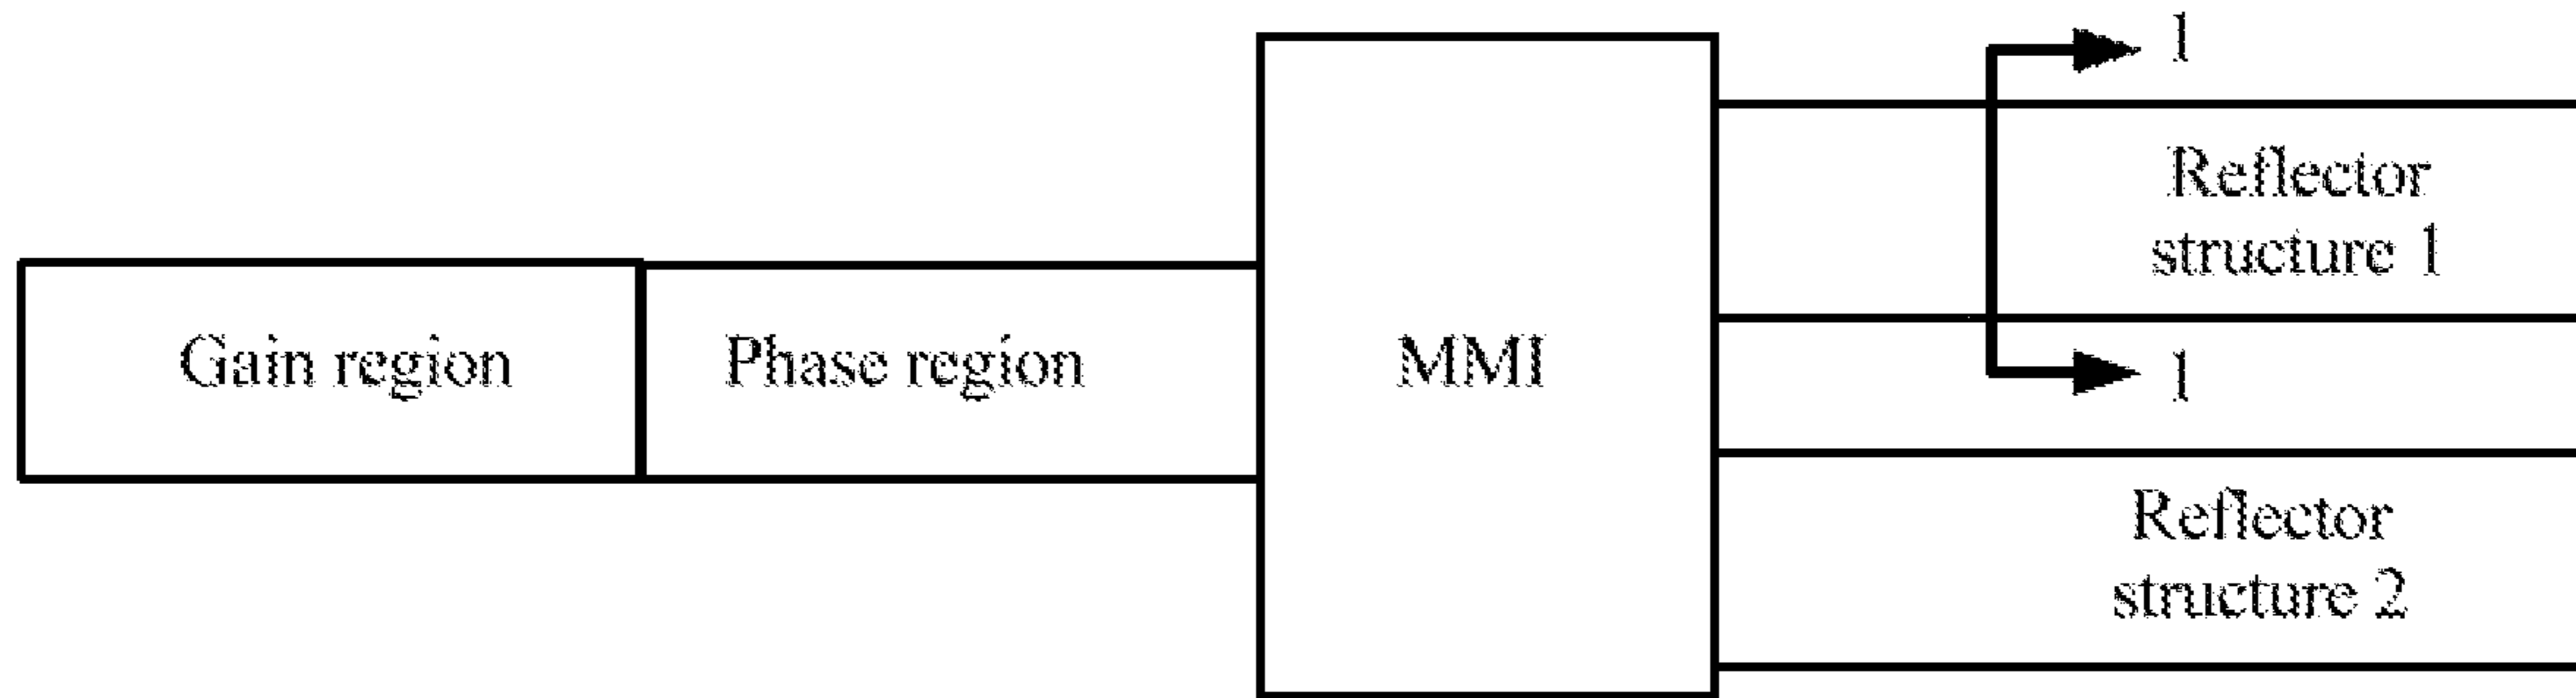 1
Reflector
structure 1
Gain region
Phase region
MMI
1
Reflector
structure 2